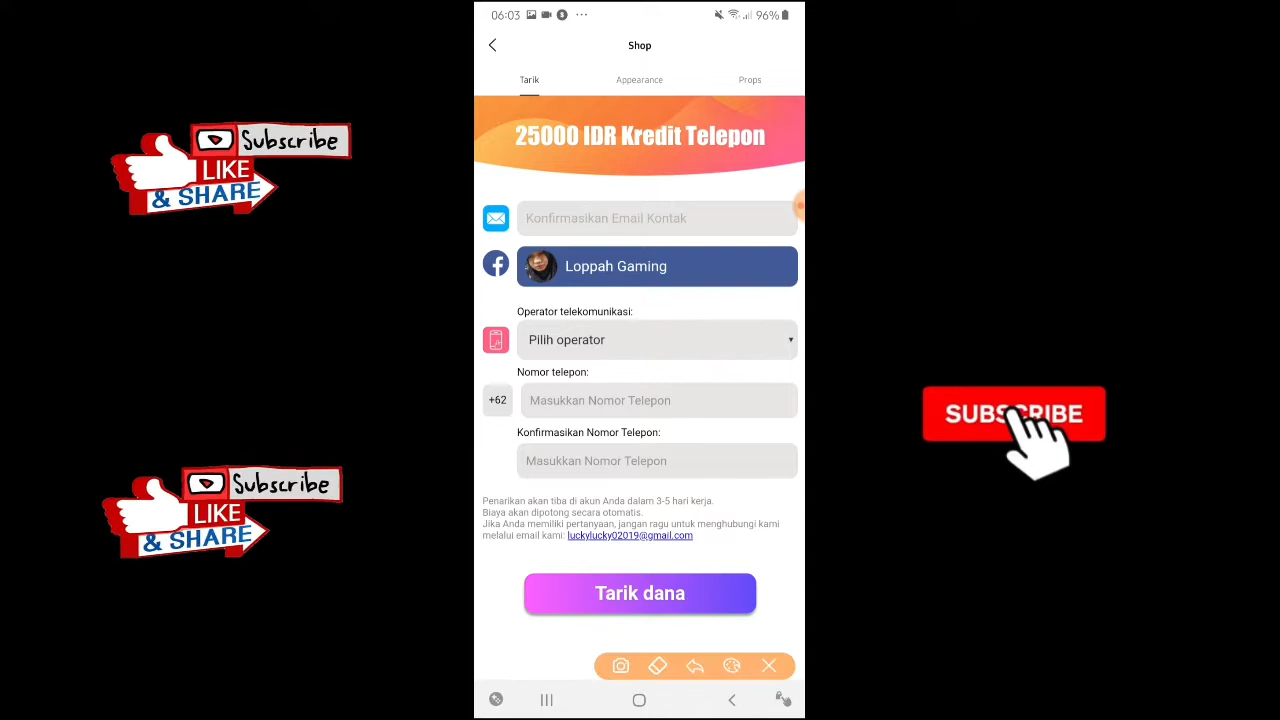 06:03
96%
Shop
Tarik
Appearance
Props
25000 IDR Kredit Telepon
Konfirmasikan Email Kontak
Loppah Gaming
Operator telekomunikasi:
Pilih operator
Nomor telepon:
+62
Masukkan Nomor Telepon
Konfirmasikan Nomor Telepon:
Masukkan Nomor Telepon
Penarikan akan tiba di akun Anda dalam 3-5 hari kerja.
Biaya akan dipotong secara otomatis.
Jika Anda memiliki pertanyaan, jangan ragu untuk menghubungi kami
melalui email kami: luckylucky02019@gmail.com
Tarik dana
Subscribe
LIKE
& SHARE
Subscribe
LIKE
& SHARE
SUBSCRIBE